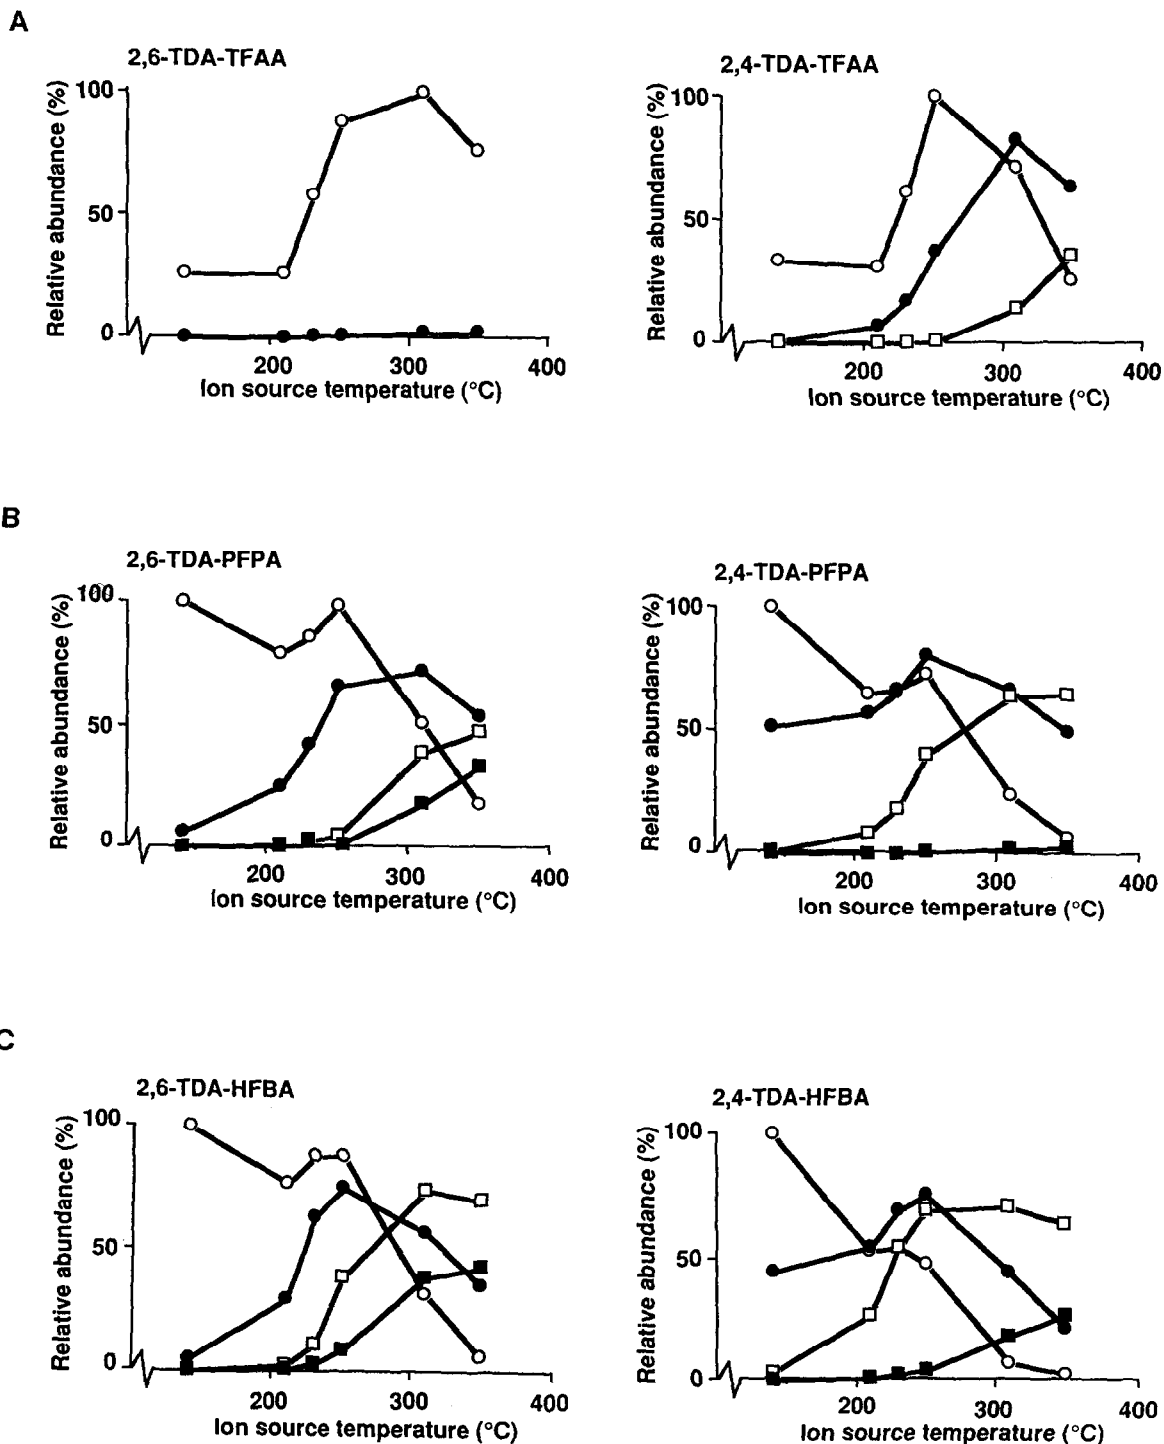 A
2,6-TDA-TFAA
2,4-TDA-TFAA
Relative abundance (%)
100
50
0
200 300 400
Ion source temperature (°C)
Relative abundance (%)
100
50
0
200 300 400
Ion source temperature (°C)
B
2,6-TDA-PFPA
2,4-TDA-PFPA
Relative abundance (%)
100
50
0
200 300 400
Ion source temperature (°C)
Relative abundance (%)
100
50
0
200 300 400
Ion source temperature (°C)
C
2,6-TDA-HFBA
2,4-TDA-HFBA
Relative abundance (%)
100
50
0
200 300 400
Ion source temperature (°C)
Relative abundance (%)
100
50
0
200 300 400
Ion source temperature (°C)